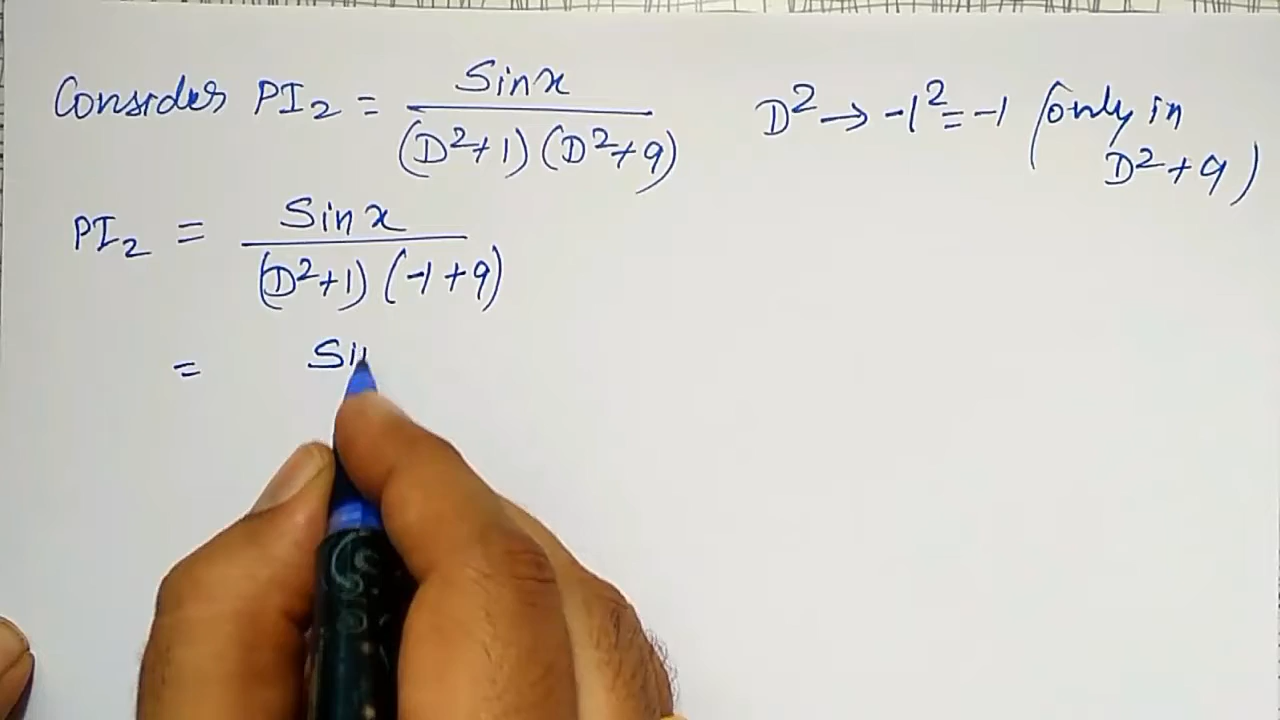 Consider PI₂ = Sinx / (D²+1) (D²+9)
D² → -1² = -1 (only in
D²+9)
PI₂ = Sinx / (D²+1) (-1+9)
= Si